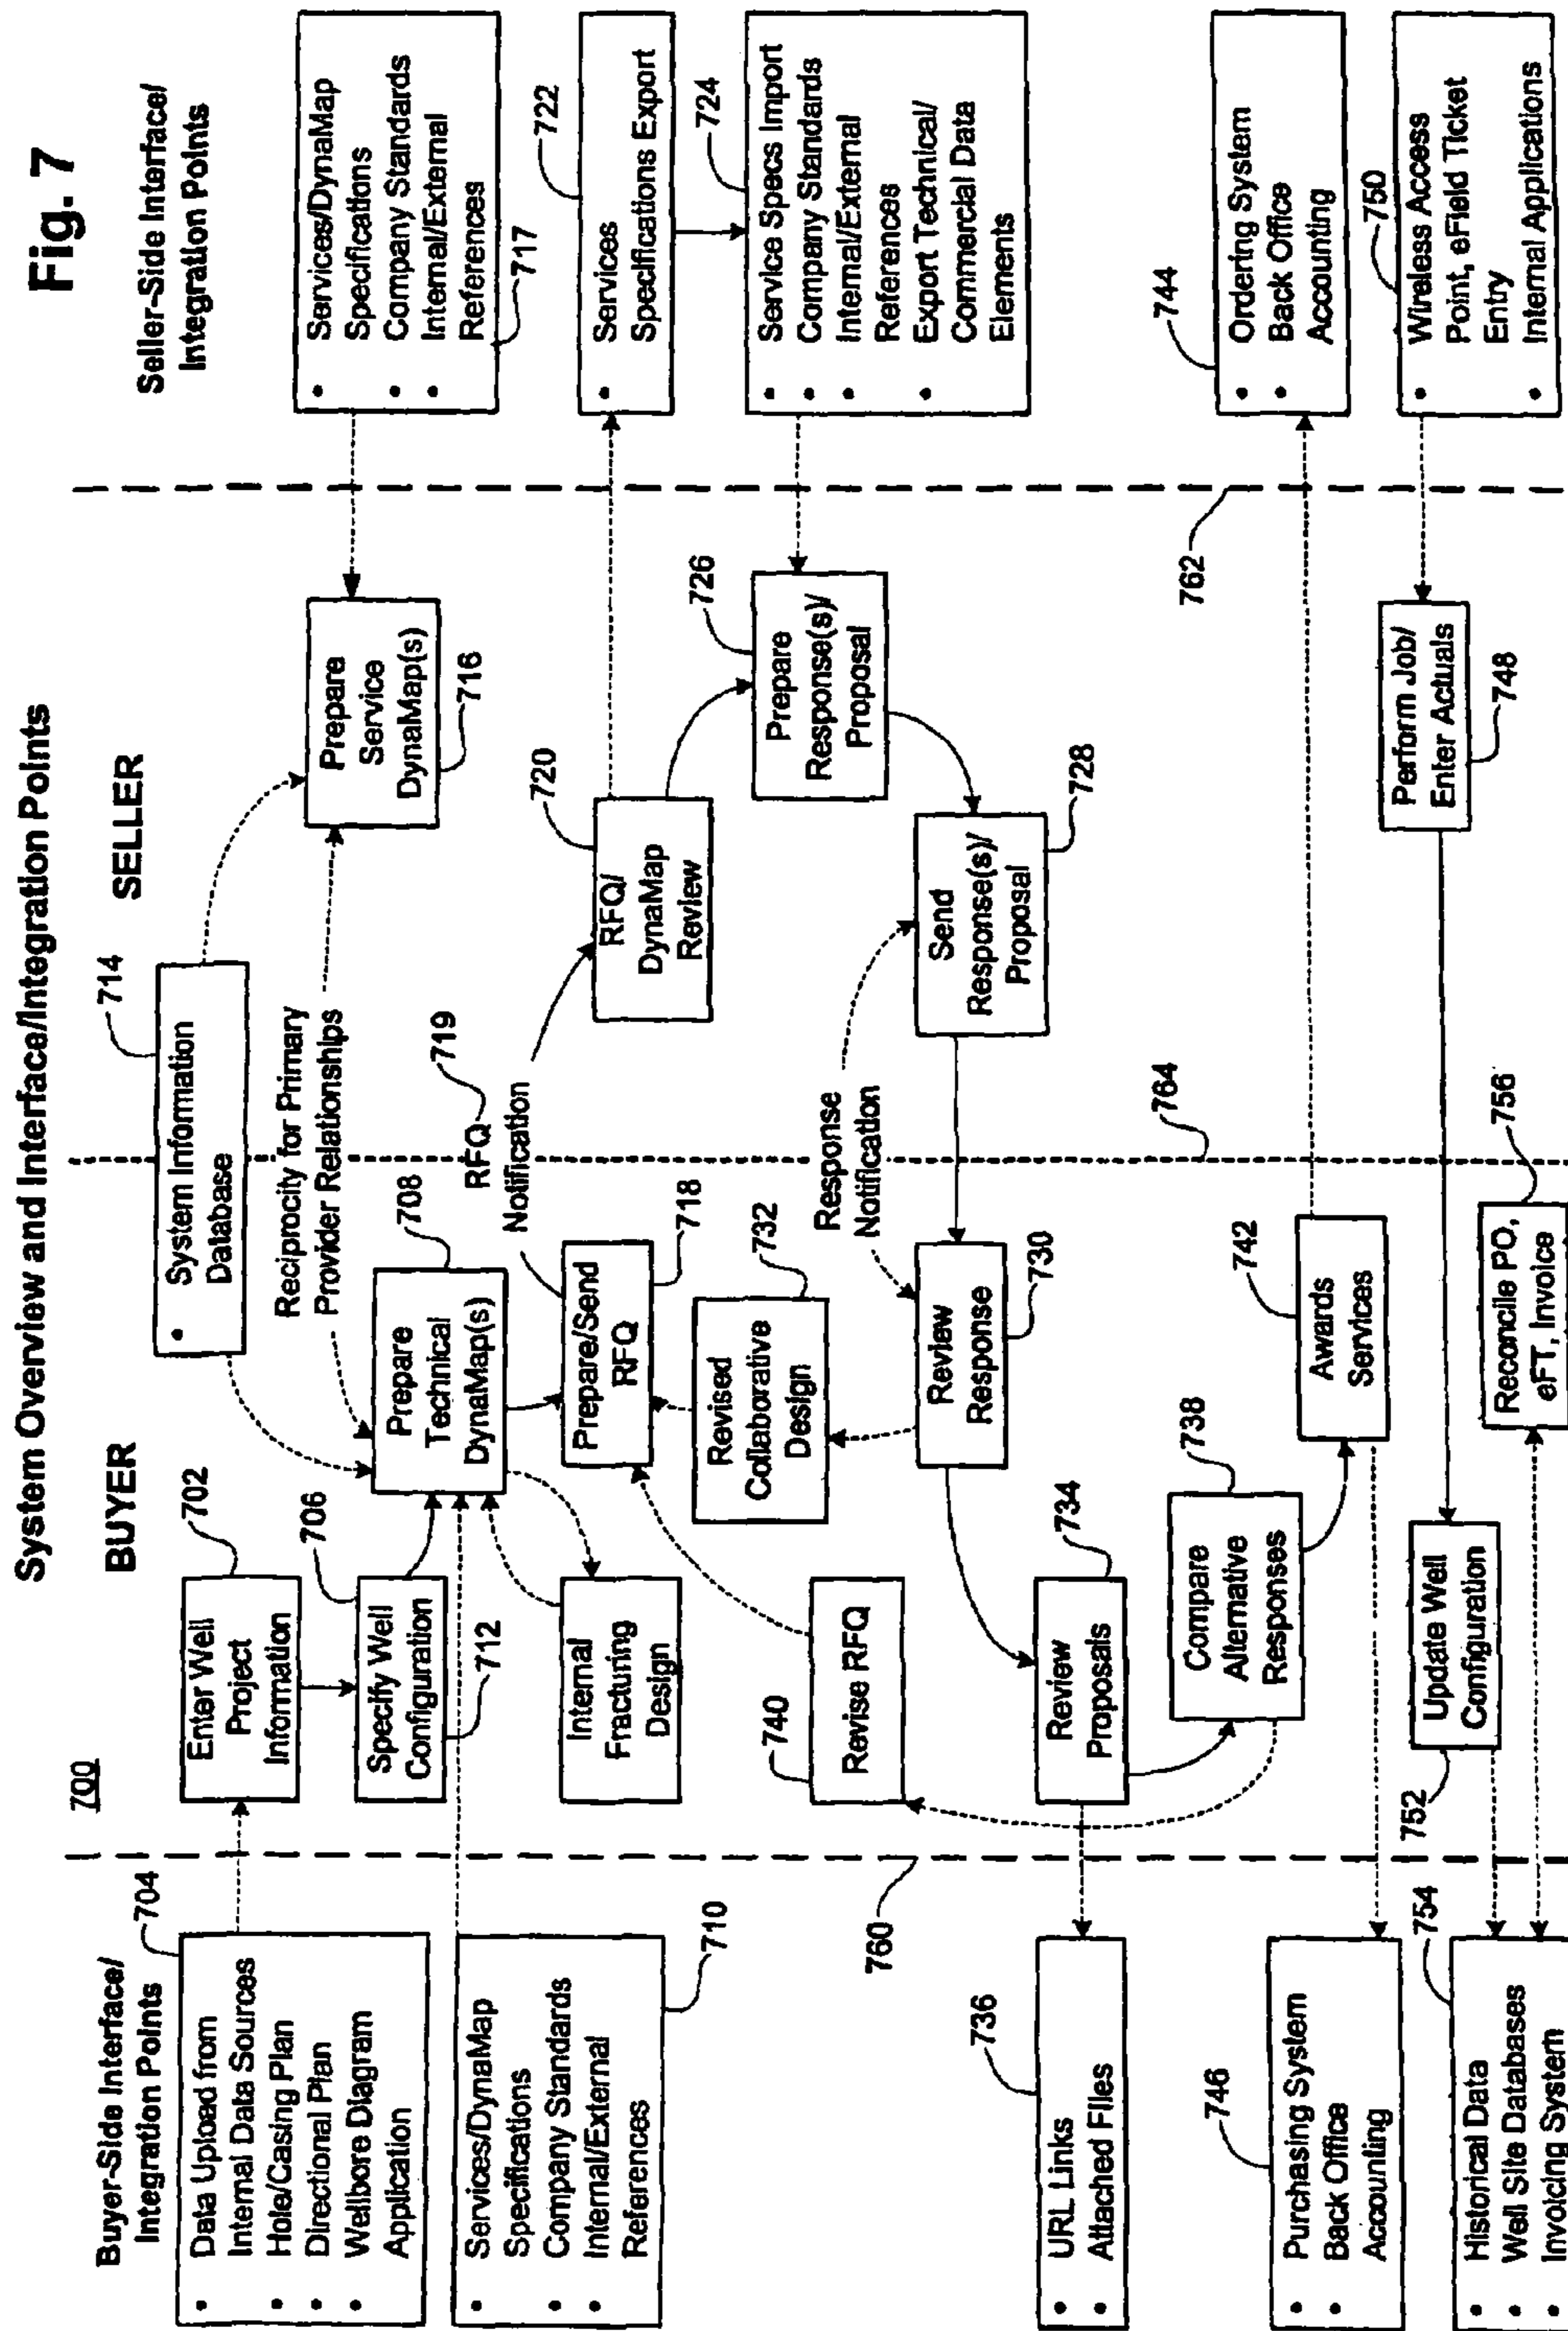 Fig. 7
System Overview and Interface/Integration Points
700
Buyer-Side Interface/
Integration Points
BUYER
SELLER
Seller-Side Interface/
Integration Points
704
• Data Upload from
Internal Data Sources
• Hole/Casing Plan
• Directional Plan
• Wellbore Diagram
Application
702
Enter Well
Project
Information
714
• System Information
Database
• Services/DynaMap
Specifications
• Company Standards
• Internal/External
References
717
706
Specify Well
Configuration
712
Reciprocity for Primary
Provider Relationships
Prepare
Service
DynaMap(s)
716
• Services/DynaMap
Specifications
• Company Standards
• Internal/External
References
710
708
Prepare
Technical
DynaMap(s)
Internal
Fracturing
Design
719
RFQ
Notification
Prepare/Send
RFQ
718
720
RFQ/
DynaMap
Review
722
• Services
Specifications Export
724
• Service Specs Import
• Company Standards
• Internal/External
References
• Export Technical/
Commercial Data
Elements
732
Revised
Collaborative
Design
726
Prepare
Response(s)/
Proposal
740
Revise RFQ
Response
Notification
Send
Response(s)/
Proposal
728
760
Review
Response
730
736
• URL Links
• Attached Files
734
Review
Proposals
764
762
738
Compare
Alternative
Responses
742
Awards
Services
744
• Ordering System
• Back Office
Accounting
746
• Purchasing System
• Back Office
Accounting
750
• Wireless Access
Point, eField Ticket
Entry
• Internal Applications
Perform Job/
Enter Actuals
748
752
Update Well
Configuration
754
• Historical Data
• Well Site Databases
• Invoicing System
756
Reconcile PO,
eFT, Invoice